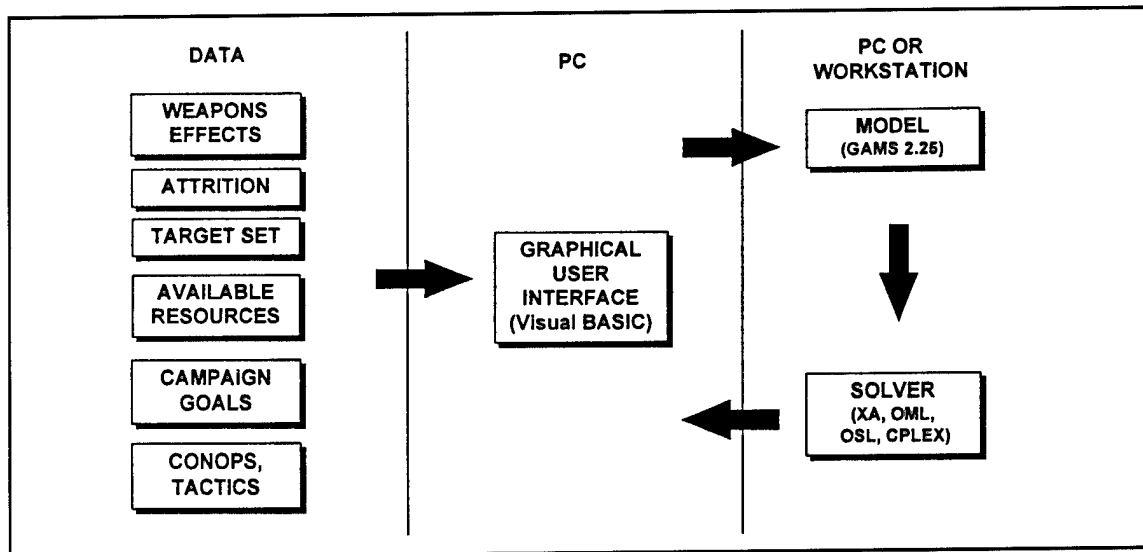 DATA
WEAPONS
EFFECTS
ATTRITION
TARGET SET
AVAILABLE
RESOURCES
CAMPAIGN
GOALS
CONOPS,
TACTICS
PC
GRAPHICAL
USER
INTERFACE
(Visual BASIC)
PC OR
WORKSTATION
MODEL
(GAMS 2.25)
SOLVER
(XA, OML,
OSL, CPLEX)